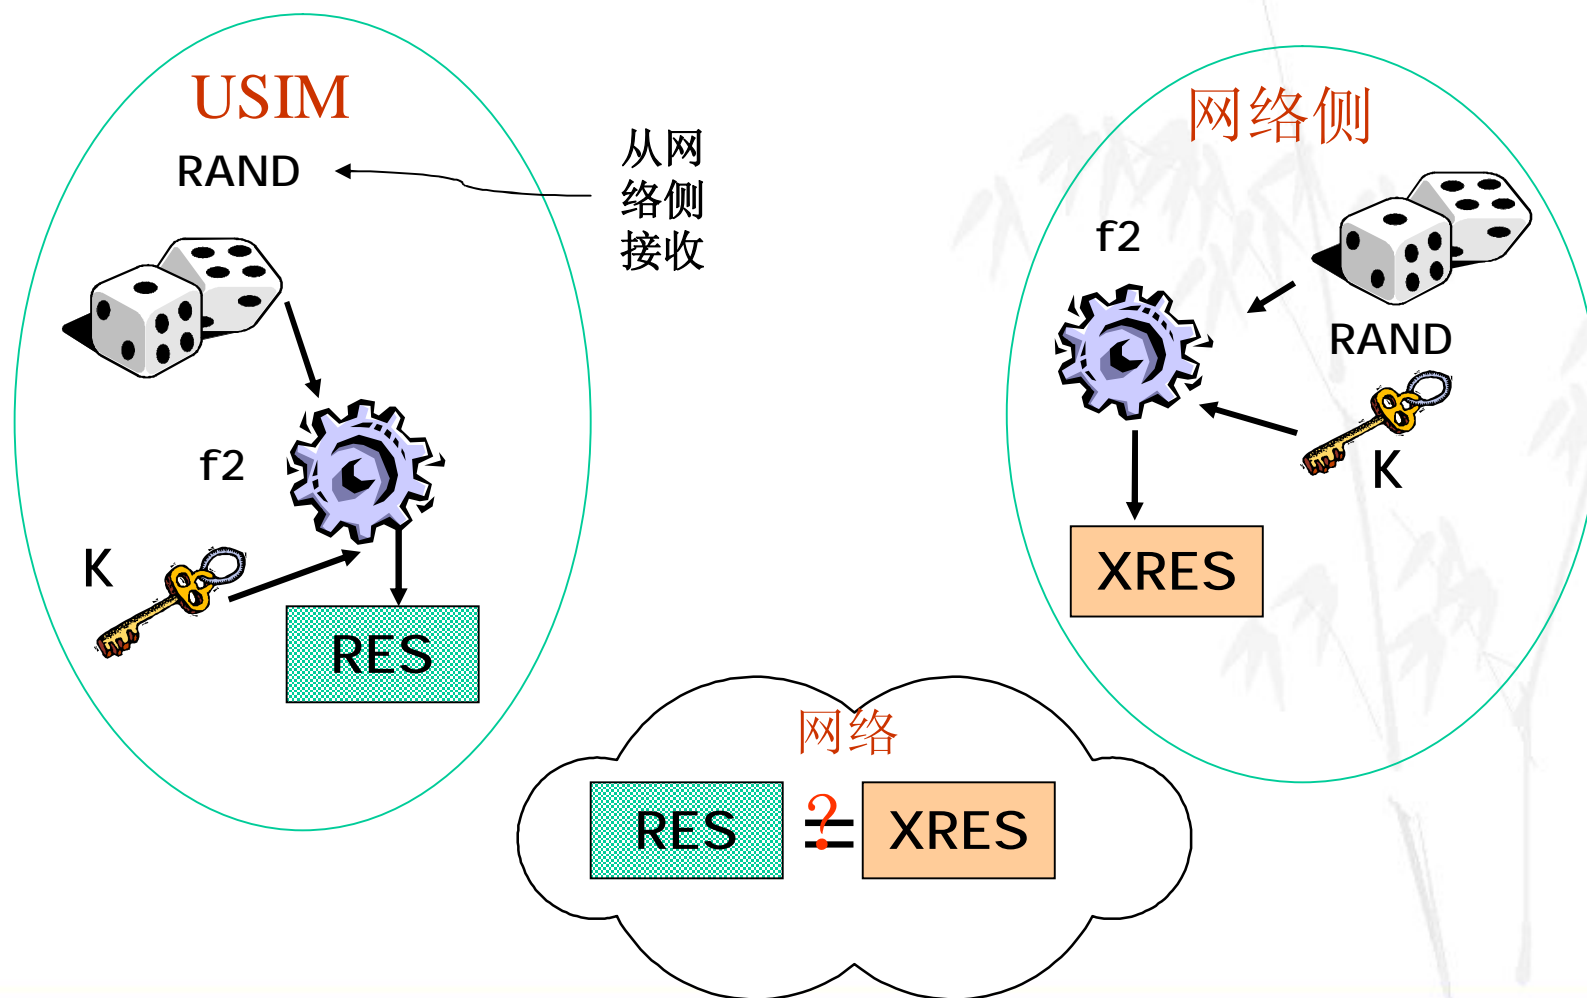 USIM
RAND
从网
络侧
接收
f2
K
RES
网络侧
f2
RAND
K
XRES
网络
RES ?= XRES